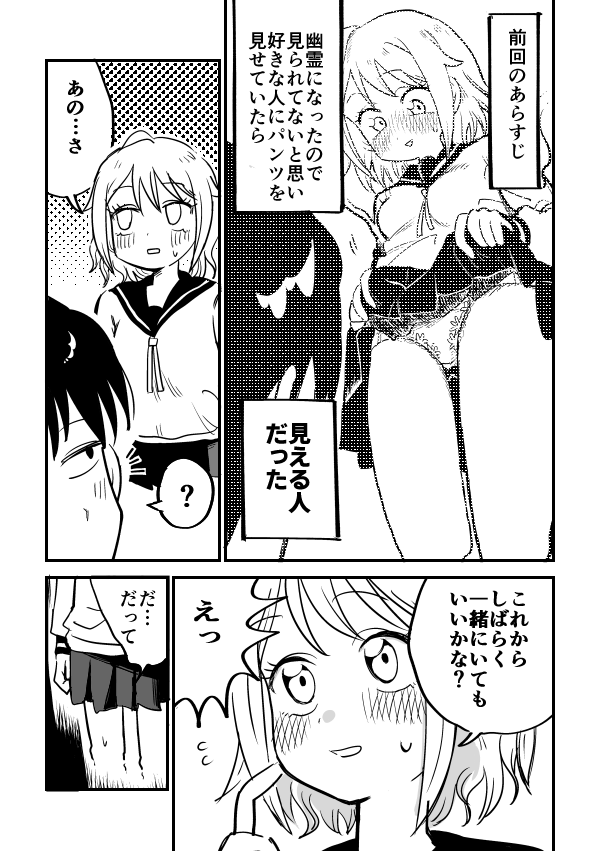 前回のあらすじ
幽霊になったので
見られてないと思い
好きな人にパンツを
見せていたら
見える人
だった
あの…さ
？
これから
しばらく
一緒にいても
いいかな？
えっ
だ…
だって